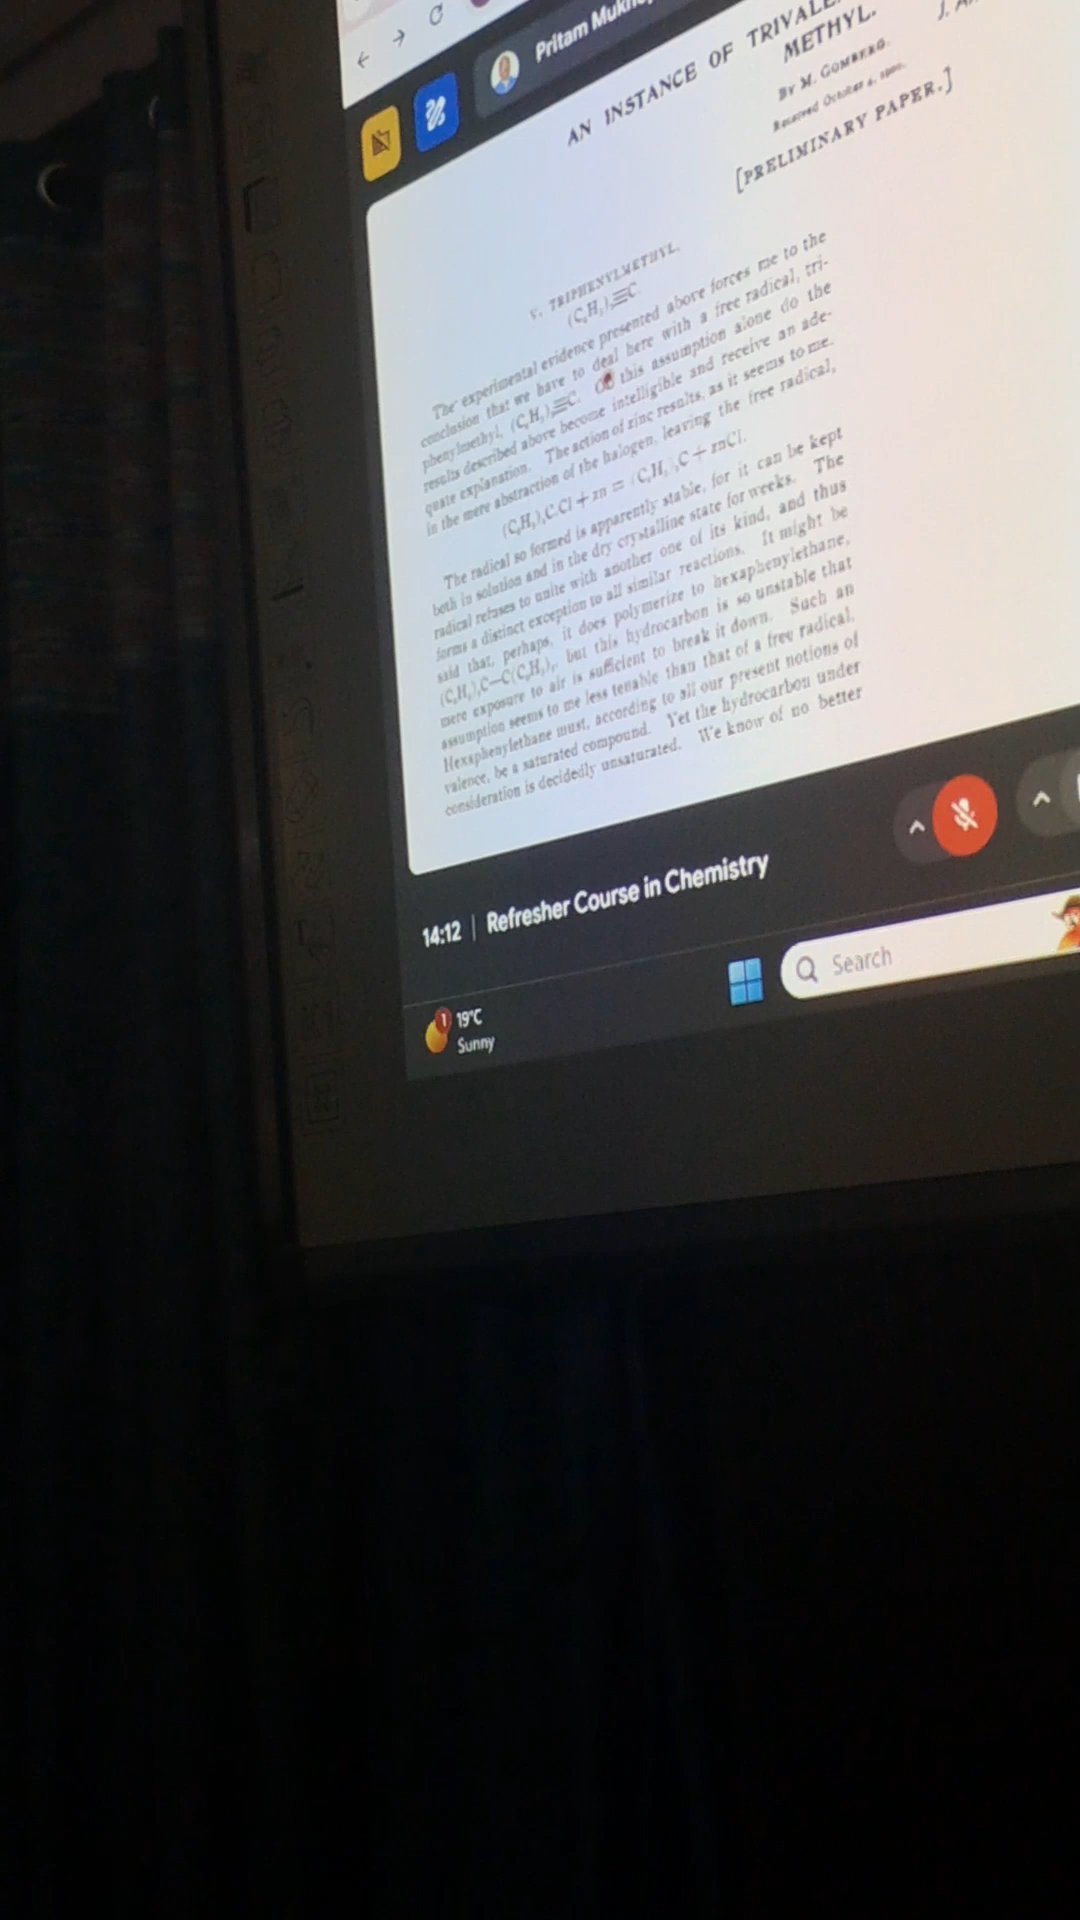 Pritam Mukho
AN INSTANCE OF TRIVALE
METHYL.
BY M. GOMBERG.
Received October 4, 1900.
[PRELIMINARY PAPER.]
V. TRIPHENYLMETHYL.
(C₆H₅)₃≡C.
The experimental evidence presented above forces me to the
conclusion that we have to deal here with a free radical, tri-
phenylmethyl, (C₆H₅)₃≡C. On this assumption alone do the
results described above become intelligible and receive an ade-
quate explanation. The action of zinc results, as it seems to me,
in the mere abstraction of the halogen, leaving the free radical,
(C₆H₅)₃C.Cl + zn = (C₆H₅)₃C + znCl.
The radical so formed is apparently stable, for it can be kept
both in solution and in the dry crystalline state for weeks. The
radical refuses to unite with another one of its kind, and thus
forms a distinct exception to all similar reactions. It might be
said that, perhaps, it does polymerize to hexaphenylethane,
(C₆H₅)₃C—C(C₆H₅)₃, but this hydrocarbon is so unstable that
mere exposure to air is sufficient to break it down. Such an
assumption seems to me less tenable than that of a free radical.
Hexaphenylethane must, according to all our present notions of
valence, be a saturated compound. Yet the hydrocarbon under
consideration is decidedly unsaturated. We know of no better
14:12 | Refresher Course in Chemistry
Search
1
19°C
Sunny